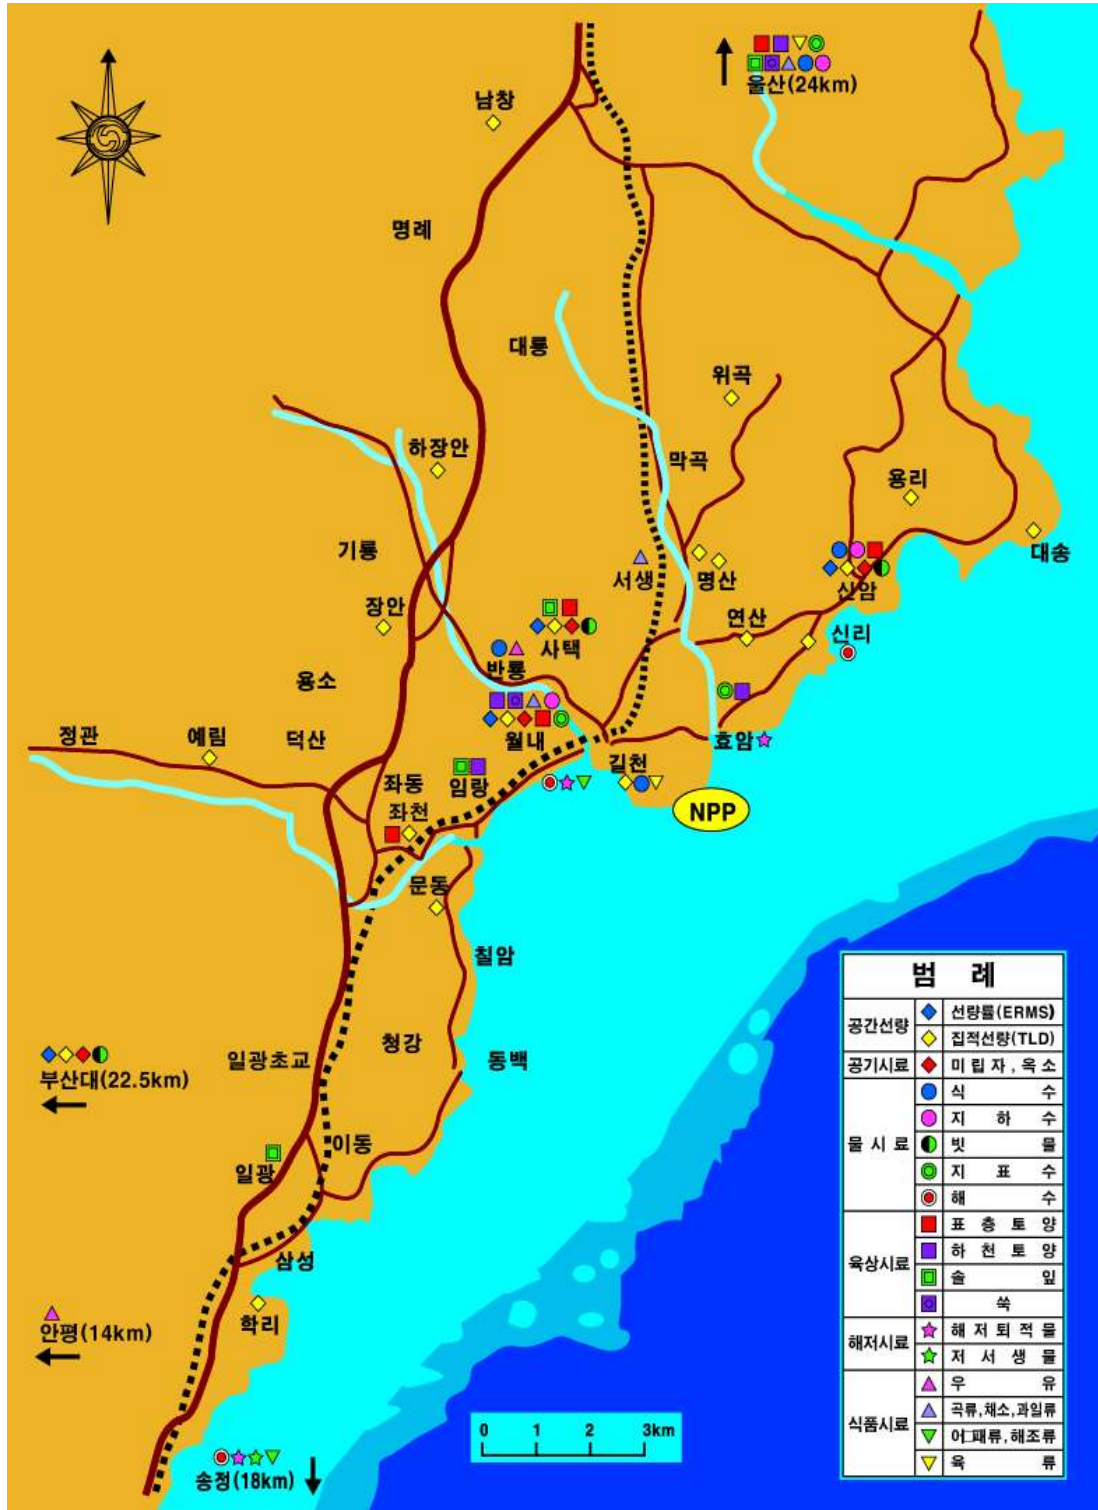 남창
울산(24km)
명례
대룡
위곡
하장안
막곡
용리
대송
기룡
서생
명산
신암
장안
사택
연산
신리
반룡
용소
정관
예림
덕산
월내
효암
좌동
임랑
길천
좌천
NPP
문동
칠암
청강
일광초교
동백
부산대(22.5km)
이동
일광
삼성
학리
안평(14km)
송정(18km)
0 1 2 3km
범 례
공간선량
선량률(ERMS)
집적선량(TLD)
공기시료
미립자, 옥소
물 시 료
식 수
지 하 수
빗 물
지 표 수
해 수
육상시료
표 층 토 양
하 천 토 양
솔 잎
쑥
해저시료
해 저 퇴 적 물
저 서 생 물
식품시료
우 유
곡류,채소,과일류
어□패류,해조류
육 류